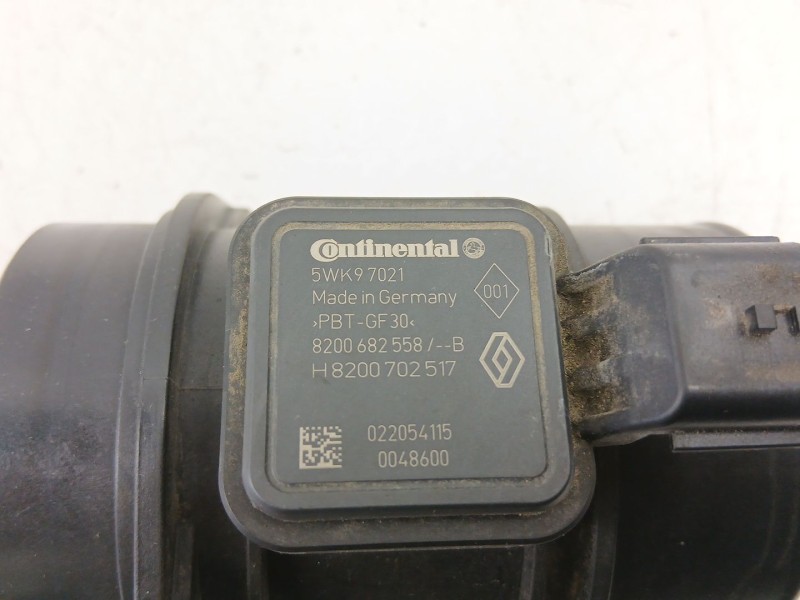 Continental
5WK9 7021
Made in Germany
001
>PBT-GF30<
8200 682 558 /--B
H 8200 702 517
022054115
0048600